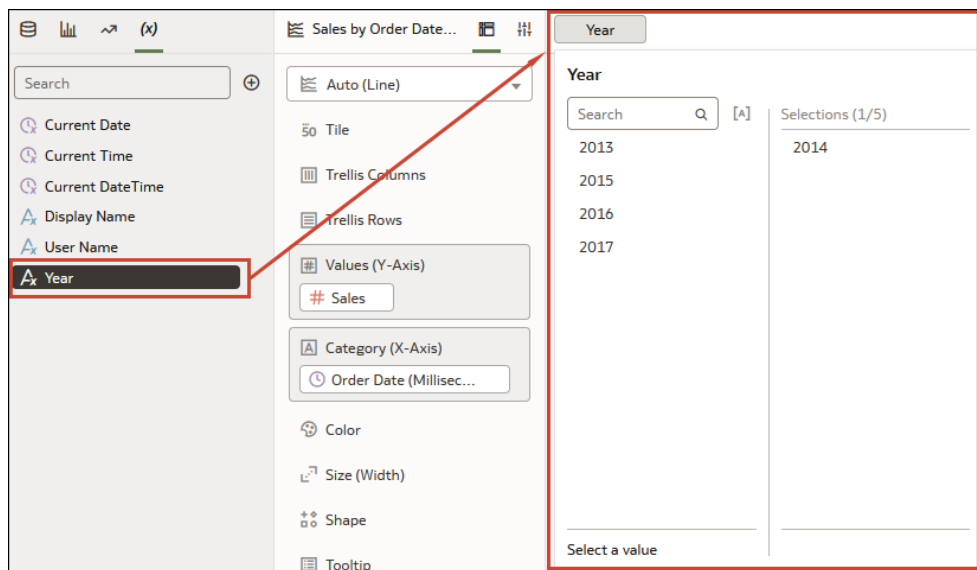 (x)
Search
Current Date
Current Time
Current DateTime
Display Name
User Name
Year
Sales by Order Date...
Auto (Line)
50 Tile
Trellis Columns
Trellis Rows
Values (Y-Axis)
# Sales
A Category (X-Axis)
Order Date (Millisec...
Color
Size (Width)
Shape
Tooltip
Year
Year
Search
[A]
Selections (1/5)
2013
2015
2016
2017
2014
Select a value